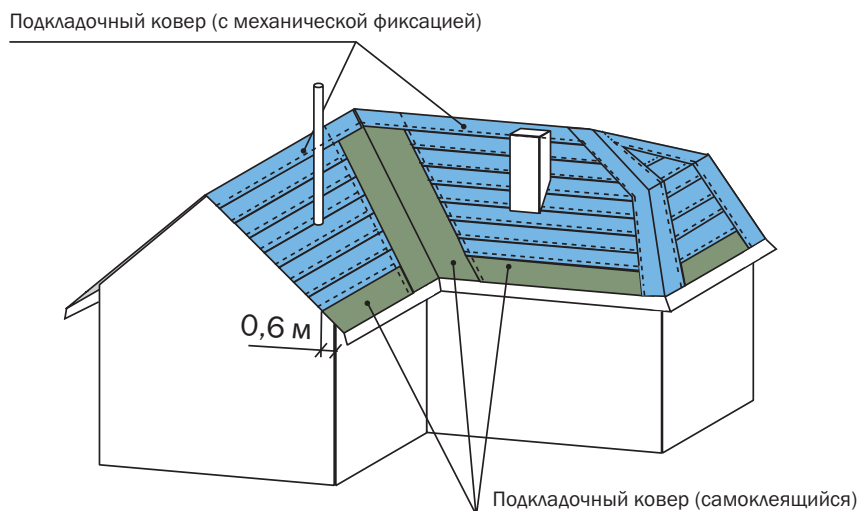 Подкладочный ковер (с механической фиксацией)
0,6 м
Подкладочный ковер (самоклеящийся)